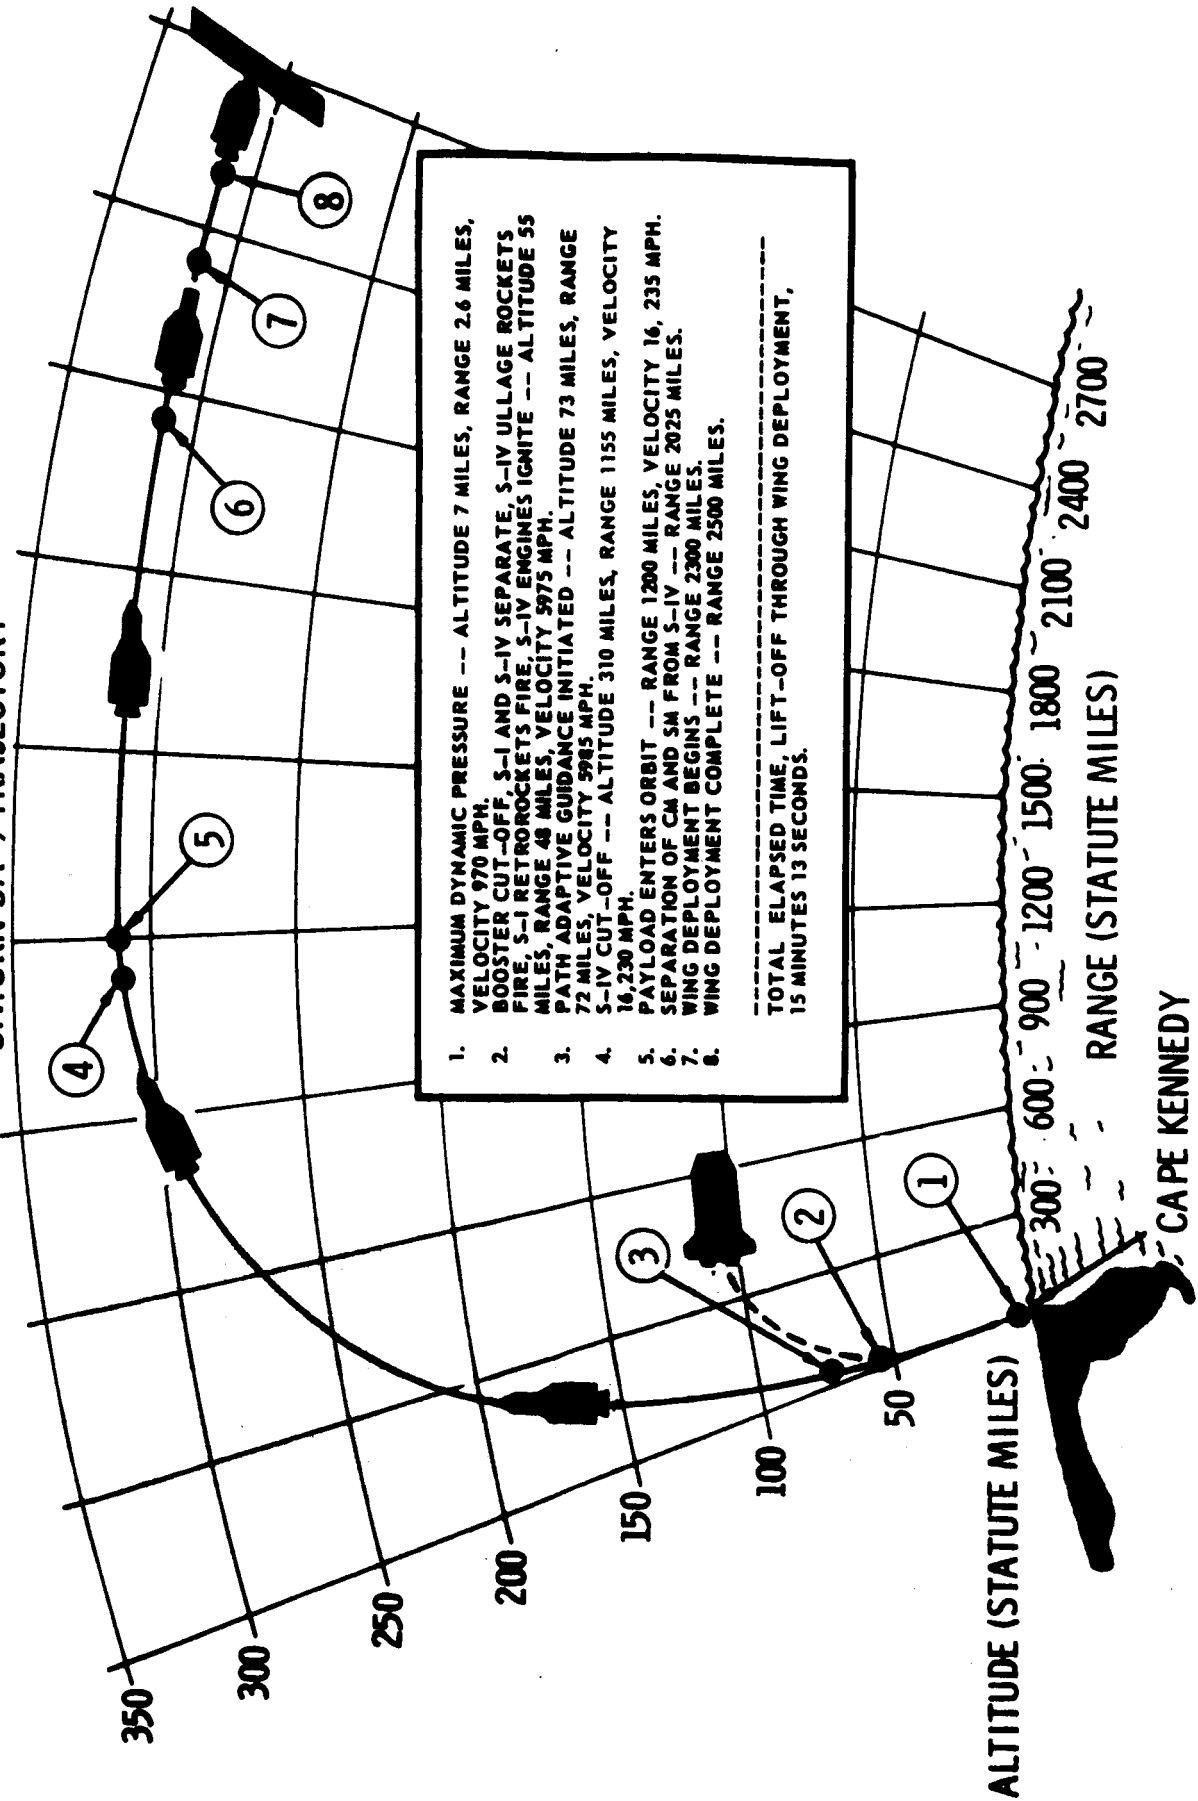 SATURN SA-9 TRAJECTORY
350
300
250
200
150
100
50
4
5
6
7
8
3
2
1
1. MAXIMUM DYNAMIC PRESSURE -- ALTITUDE 7 MILES, RANGE 2.6 MILES,
VELOCITY 970 MPH.
2. BOOSTER CUT-OFF, S-I AND S-IV SEPARATE, S-IV ULLAGE ROCKETS
FIRE, S-I RETROROCKETS FIRE, S-IV ENGINES IGNITE -- ALTITUDE 55
MILES, RANGE 48 MILES, VELOCITY 5975 MPH.
3. PATH ADAPTIVE GUIDANCE INITIATED -- ALTITUDE 73 MILES, RANGE
72 MILES, VELOCITY 5985 MPH.
4. S-IV CUT-OFF -- ALTITUDE 310 MILES, RANGE 1155 MILES, VELOCITY
16,230 MPH.
5. PAYLOAD ENTERS ORBIT -- RANGE 1200 MILES, VELOCITY 16, 235 MPH.
6. SEPARATION OF CM AND SM FROM S-IV -- RANGE 2025 MILES.
7. WING DEPLOYMENT BEGINS -- RANGE 2300 MILES.
8. WING DEPLOYMENT COMPLETE -- RANGE 2500 MILES.
TOTAL ELAPSED TIME, LIFT-OFF THROUGH WING DEPLOYMENT,
15 MINUTES 13 SECONDS.
ALTITUDE (STATUTE MILES)
300 600 900 1200 1500 1800 2100 2400 2700
RANGE (STATUTE MILES)
CAPE KENNEDY